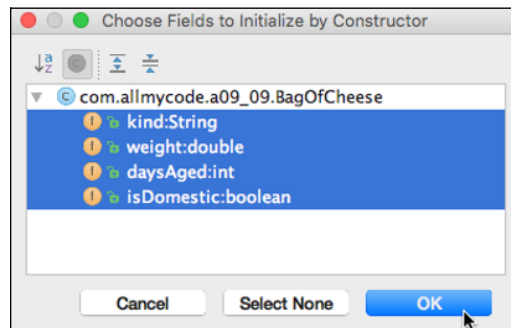 Choose Fields to Initialize by Constructor
a
z
C
C com.allmycode.a09_09.BagOfCheese
f kind:String
f weight:double
f daysAged:int
f isDomestic:boolean
Cancel Select None OK